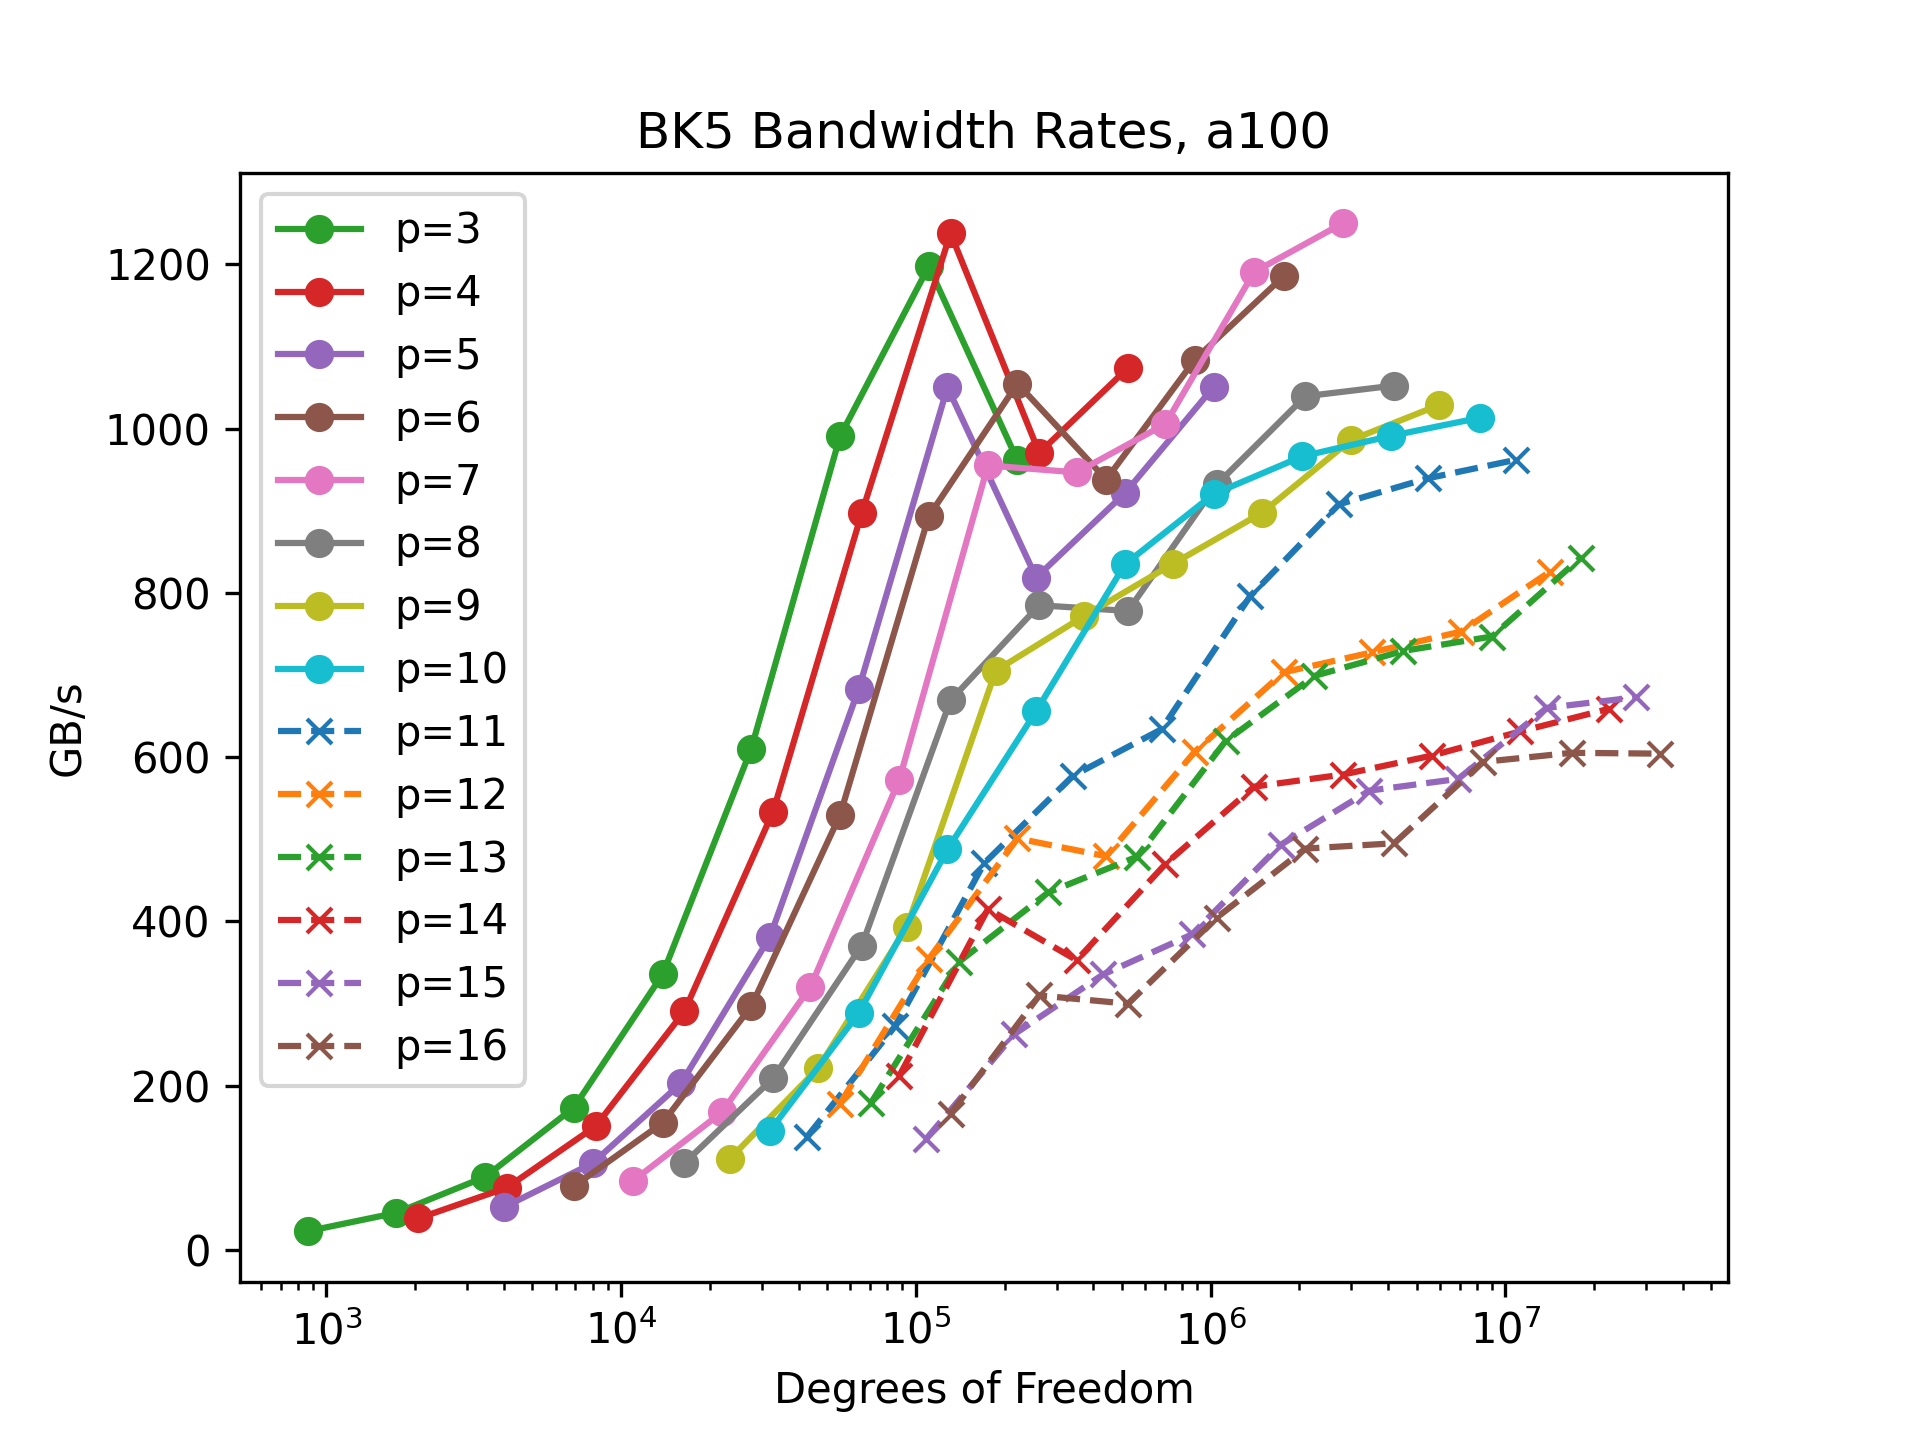 BK5 Bandwidth Rates, a100
p=3
p=4
p=5
p=6
p=7
p=8
p=9
p=10
p=11
p=12
p=13
p=14
p=15
p=16
1200
1000
800
600
400
200
0
GB/s
10³ 10⁴ 10⁵ 10⁶ 10⁷
Degrees of Freedom